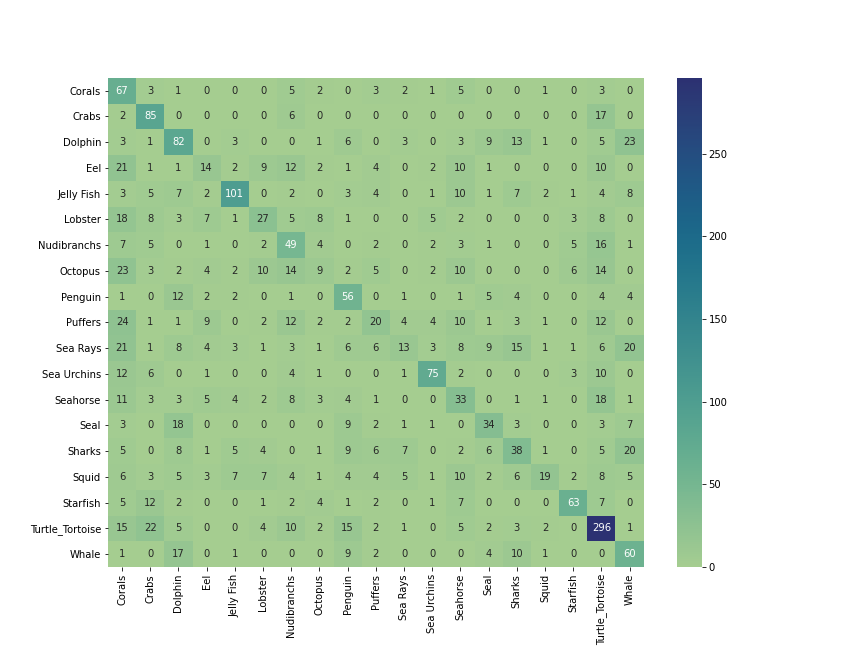 Corals 67 3 1 0 0 0 5 2 0 3 2 1 5 0 0 1 0 3 0
Crabs 2 85 0 0 0 0 6 0 0 0 0 0 0 0 0 0 0 17 0
Dolphin 3 1 82 0 3 0 0 1 6 0 3 0 3 9 13 1 0 5 23
Eel 21 1 1 14 2 9 12 2 1 4 0 2 10 1 0 0 0 10 0
Jelly Fish 3 5 7 2 101 0 2 0 3 4 0 1 10 1 7 2 1 4 8
Lobster 18 8 3 7 1 27 5 8 1 0 0 5 2 0 0 0 3 8 0
Nudibranchs 7 5 0 1 0 2 49 4 0 2 0 2 3 1 0 0 5 16 1
Octopus 23 3 2 4 2 10 14 9 2 5 0 2 10 0 0 0 6 14 0
Penguin 1 0 12 2 2 0 1 0 56 0 1 0 1 5 4 0 0 4 4
Puffers 24 1 1 9 0 2 12 2 2 20 4 4 10 1 3 1 0 12 0
Sea Rays 21 1 8 4 3 1 3 1 6 6 13 3 8 9 15 1 1 6 20
Sea Urchins 12 6 0 1 0 0 4 1 0 0 1 75 2 0 0 0 3 10 0
Seahorse 11 3 3 5 4 2 8 3 4 1 0 0 33 0 1 1 0 18 1
Seal 3 0 18 0 0 0 0 0 9 2 1 1 0 34 3 0 0 3 7
Sharks 5 0 8 1 5 4 0 1 9 6 7 0 2 6 38 1 0 5 20
Squid 6 3 5 3 7 7 4 1 4 4 5 1 10 2 6 19 2 8 5
Starfish 5 12 2 0 0 1 2 4 1 2 0 1 7 0 0 0 63 7 0
Turtle_Tortoise 15 22 5 0 0 4 10 2 15 2 1 0 5 2 3 2 0 296 1
Whale 1 0 17 0 1 0 0 0 9 2 0 0 0 4 10 1 0 0 60
Corals Crabs Dolphin Eel Jelly Fish Lobster Nudibranchs Octopus Penguin Puffers Sea Rays Sea Urchins Seahorse Seal Sharks Squid Starfish Turtle_Tortoise Whale
250
200
150
100
50
0